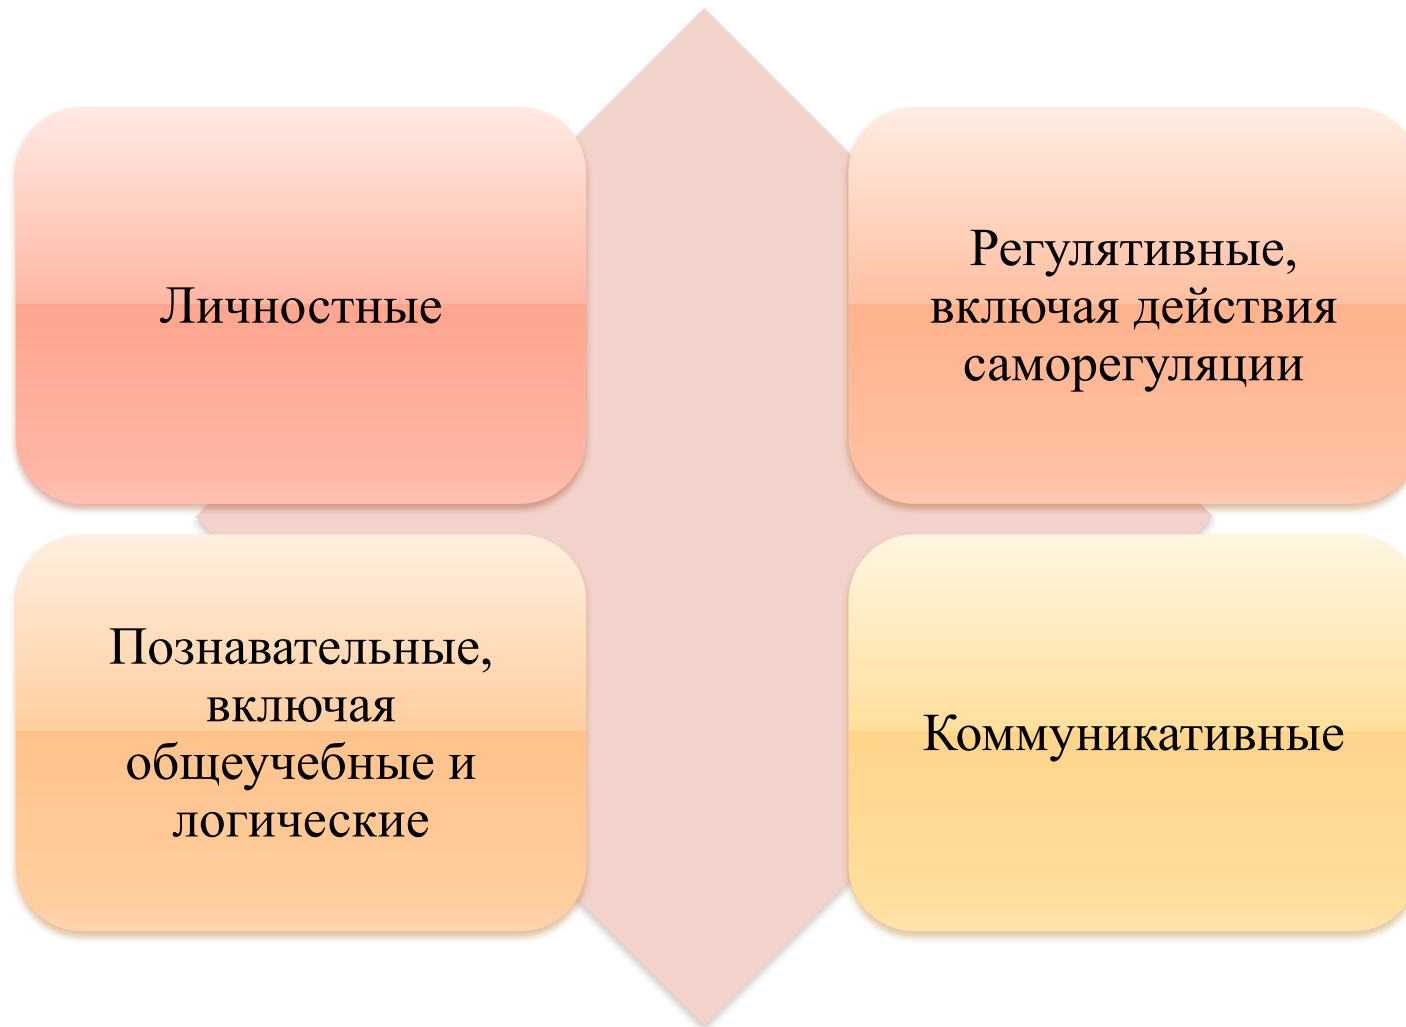 Личностные
Регулятивные,
включая действия
саморегуляции
Познавательные,
включая
общеучебные и
логические
Коммуникативные